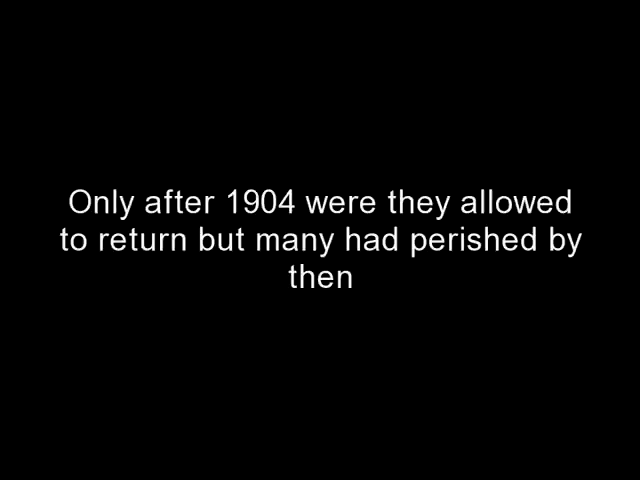 Only after 1904 were they allowed
to return but many had perished by
then